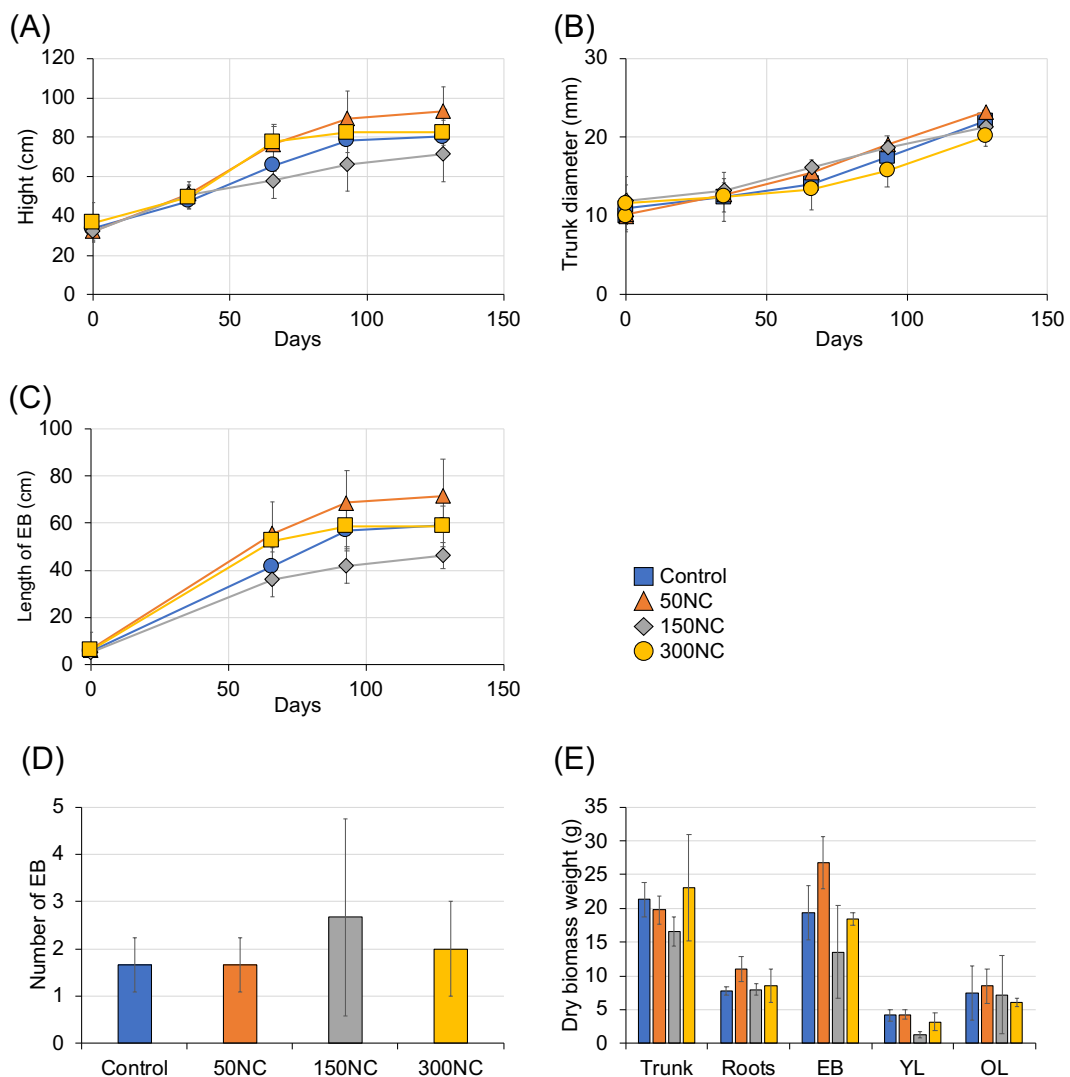 (A)
120
100
80
60
40
20
0
Hight (cm)
0 50 100 150
Days
(B)
30
20
10
0
Trunk diameter (mm)
0 50 100 150
Days
(C)
100
80
60
40
20
0
Length of EB (cm)
0 50 100 150
Days
Control
50NC
150NC
300NC
(D)
5
4
3
2
1
0
Number of EB
Control 50NC 150NC 300NC
(E)
35
30
25
20
15
10
5
0
Dry biomass weight (g)
Trunk Roots EB YL OL